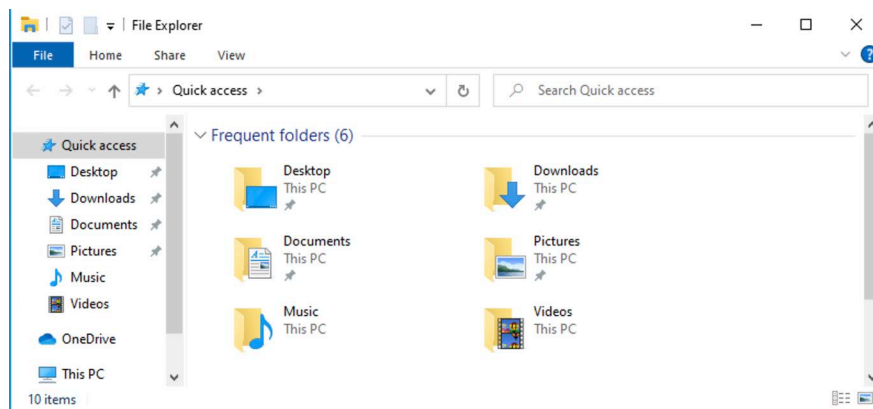 File Explorer
File Home Share View
Quick access
Search Quick access
Quick access
Desktop
Downloads
Documents
Pictures
Music
Videos
OneDrive
This PC
Frequent folders (6)
Desktop
This PC
Downloads
This PC
Documents
This PC
Pictures
This PC
Music
This PC
Videos
This PC
10 items